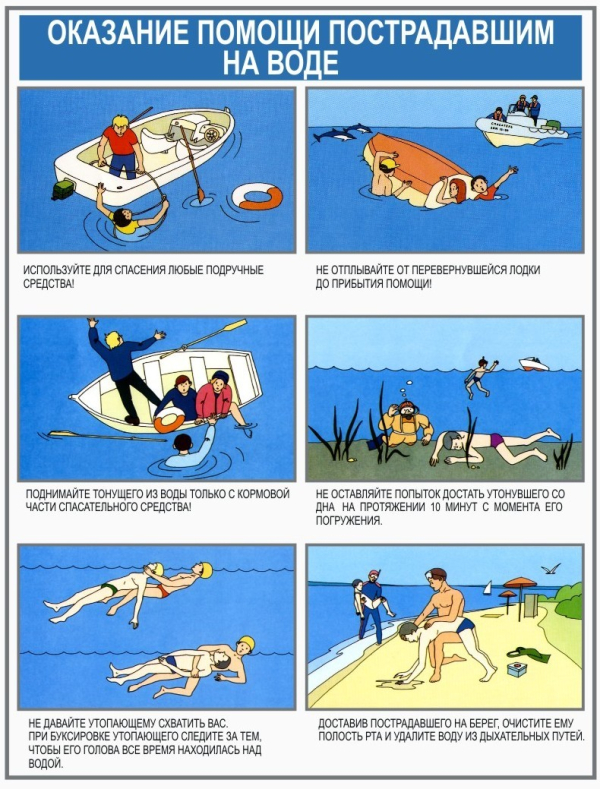 ОКАЗАНИЕ ПОМОЩИ ПОСТРАДАВШИМ
НА ВОДЕ
ИСПОЛЬЗУЙТЕ ДЛЯ СПАСЕНИЯ ЛЮБЫЕ ПОДРУЧНЫЕ
СРЕДСТВА!
НЕ ОТПЛЫВАЙТЕ ОТ ПЕРЕВЕРНУВШЕЙСЯ ЛОДКИ
ДО ПРИБЫТИЯ ПОМОЩИ!
ПОДНИМАЙТЕ ТОНУЩЕГО ИЗ ВОДЫ ТОЛЬКО С КОРМОВОЙ
ЧАСТИ СПАСАТЕЛЬНОГО СРЕДСТВА!
НЕ ОСТАВЛЯЙТЕ ПОПЫТОК ДОСТАТЬ УТОНУВШЕГО СО
ДНА НА ПРОТЯЖЕНИИ 10 МИНУТ С МОМЕНТА ЕГО
ПОГРУЖЕНИЯ.
НЕ ДАВАЙТЕ УТОПАЮЩЕМУ СХВАТИТЬ ВАС.
ПРИ БУКСИРОВКЕ УТОПАЮЩЕГО СЛЕДИТЕ ЗА ТЕМ,
ЧТОБЫ ЕГО ГОЛОВА ВСЕ ВРЕМЯ НАХОДИЛАСЬ НАД
ВОДОЙ.
ДОСТАВИВ ПОСТРАДАВШЕГО НА БЕРЕГ, ОЧИСТИТЕ ЕМУ
ПОЛОСТЬ РТА И УДАЛИТЕ ВОДУ ИЗ ДЫХАТЕЛЬНЫХ ПУТЕЙ.